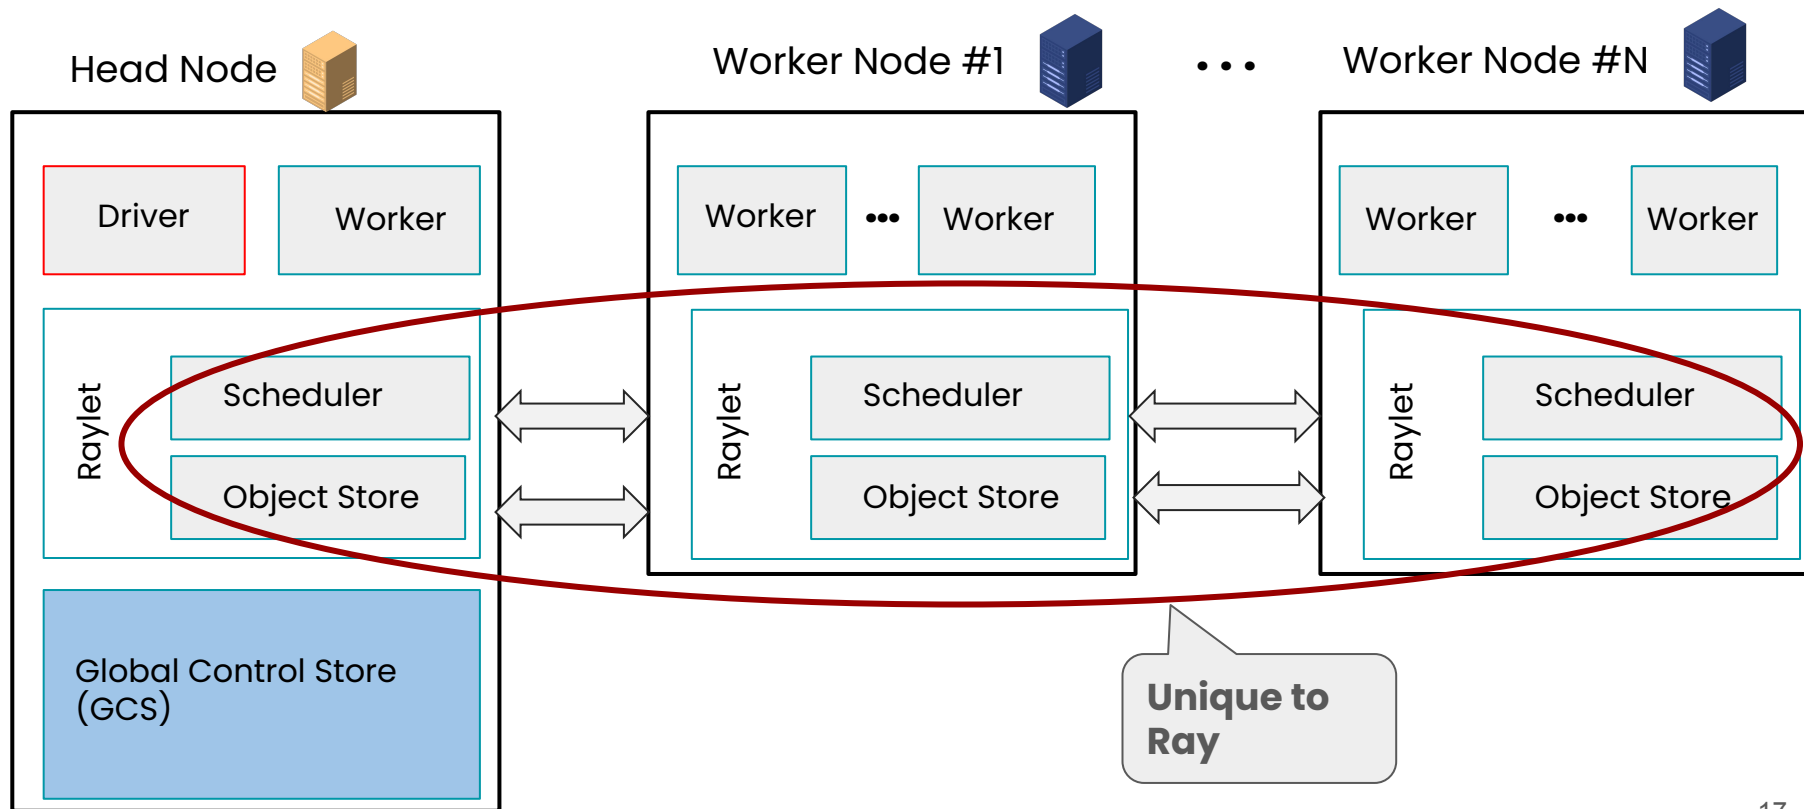 Head Node
Worker Node #1
...
Worker Node #N
Driver
Worker
Worker
...
Worker
Worker
...
Worker
Raylet
Scheduler
Object Store
Raylet
Scheduler
Object Store
Raylet
Scheduler
Object Store
Global Control Store
(GCS)
Unique to
Ray
17